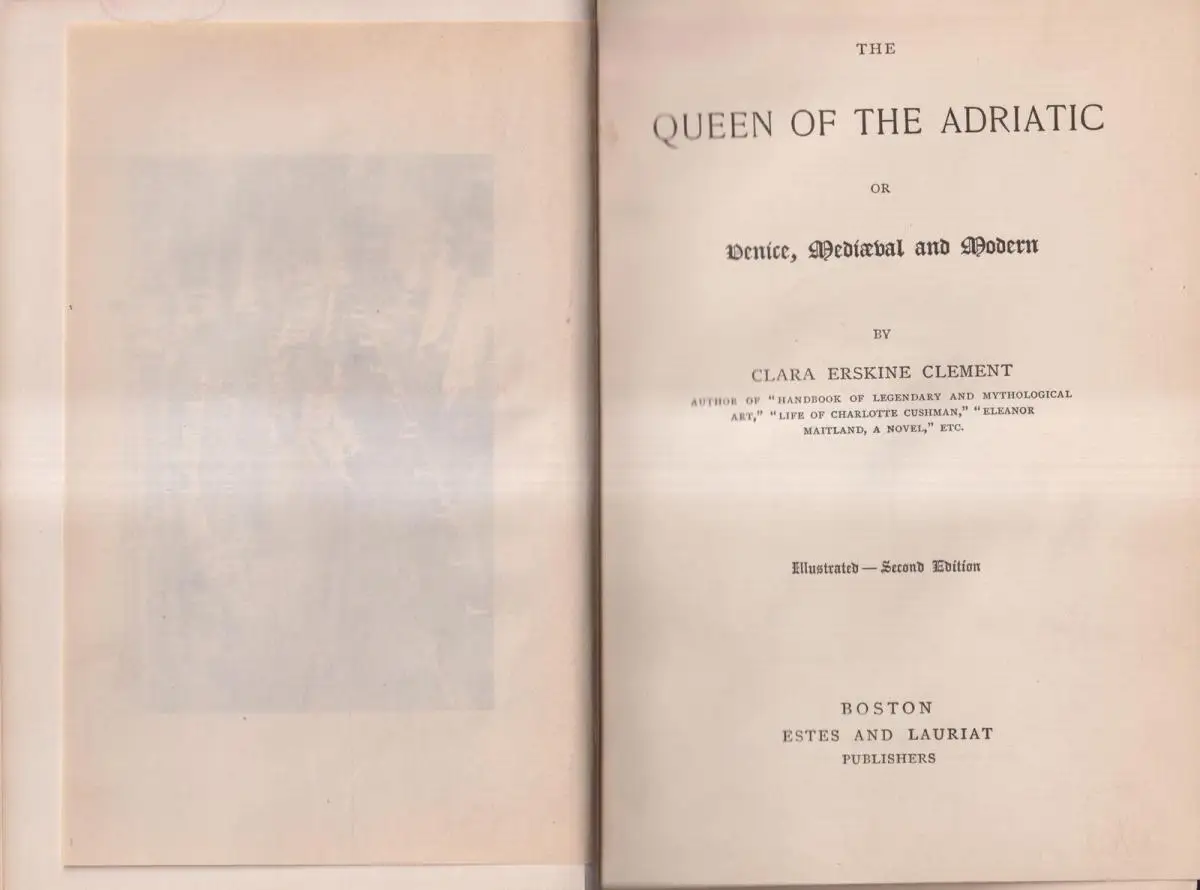 THE
QUEEN OF THE ADRIATIC
OR
Venice, Mediæval and Modern
BY
CLARA ERSKINE CLEMENT
AUTHOR OF "HANDBOOK OF LEGENDARY AND MYTHOLOGICAL
ART," "LIFE OF CHARLOTTE CUSHMAN," "ELEANOR
MAITLAND, A NOVEL," ETC.
Illustrated — Second Edition
BOSTON
ESTES AND LAURIAT
PUBLISHERS